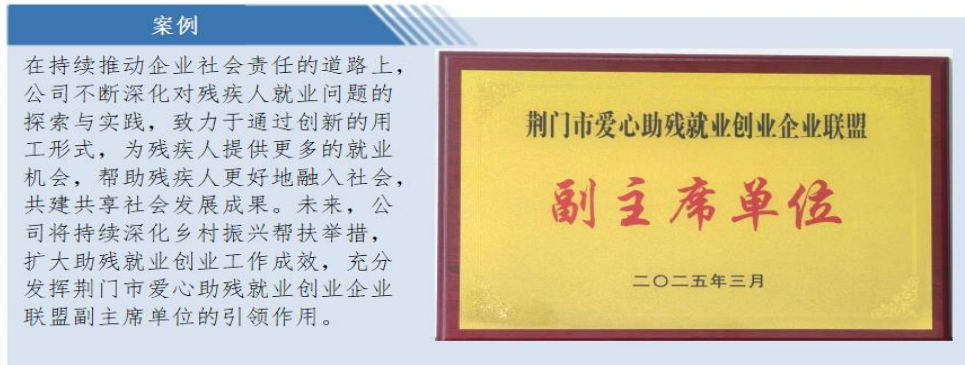 案例
在持续推动企业社会责任的道路上，
公司不断深化对残疾人就业问题的
探索与实践，致力于通过创新的用
工形式，为残疾人提供更多的就业
机会，帮助残疾人更好地融入社会，
共建共享社会发展成果。未来，公
司将持续深化乡村振兴帮扶举措，
扩大助残就业创业工作成效，充分
发挥荆门市爱心助残就业创业企业
联盟副主席单位的引领作用。
荆门市爱心助残就业创业企业联盟
副主席单位
二〇二五年三月